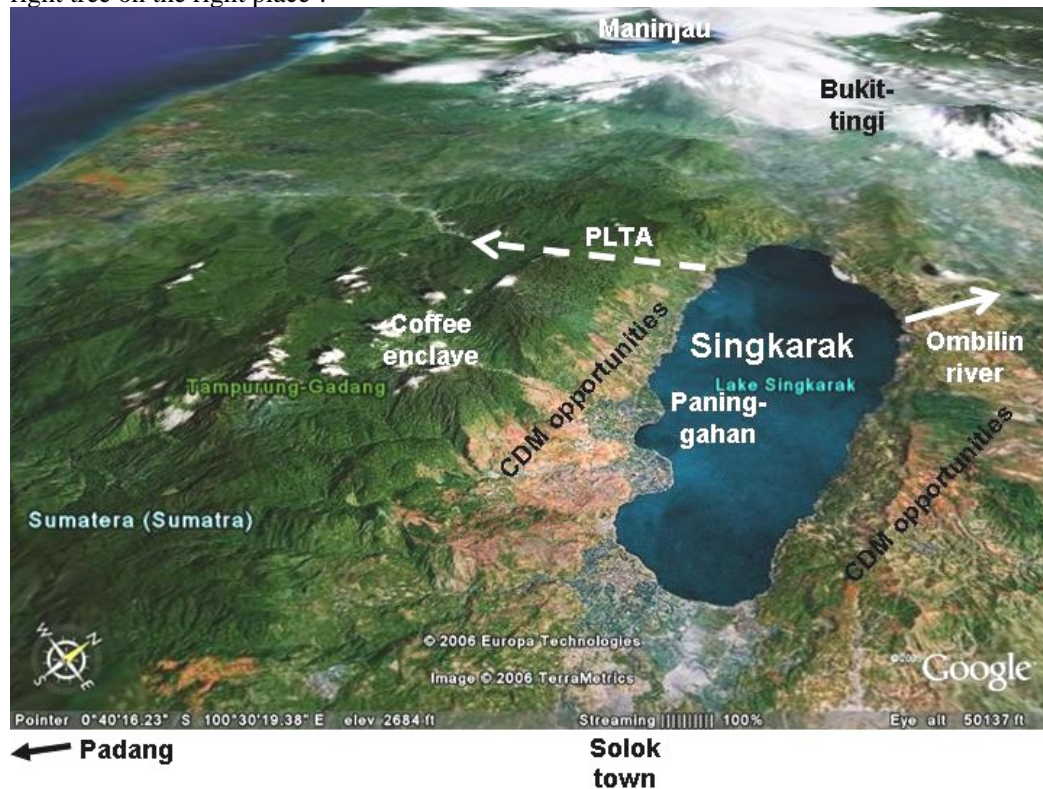 right tree on the right place".
Maninjau
Bukit-
tingi
PLTA
Coffee
enclave
Singkarak
Ombilin
river
Lake Singkarak
Tampurung-Gadang
Paning-
gahan
CDM opportunities
CDM opportunities
Sumatera (Sumatra)
N
W
S
E
© 2006 Europa Technologies
Image © 2006 TerraMetrics
Google
Pointer 0°40'16.23" S 100°30'19.38" E elev 2684 ft
Streaming |||||||||| 100%
Eye alt 50137 ft
Padang
Solok
town